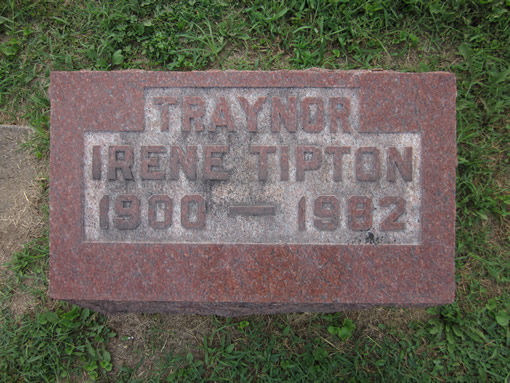 TRAYNOR
IRENE TIPTON
1900 — 1982